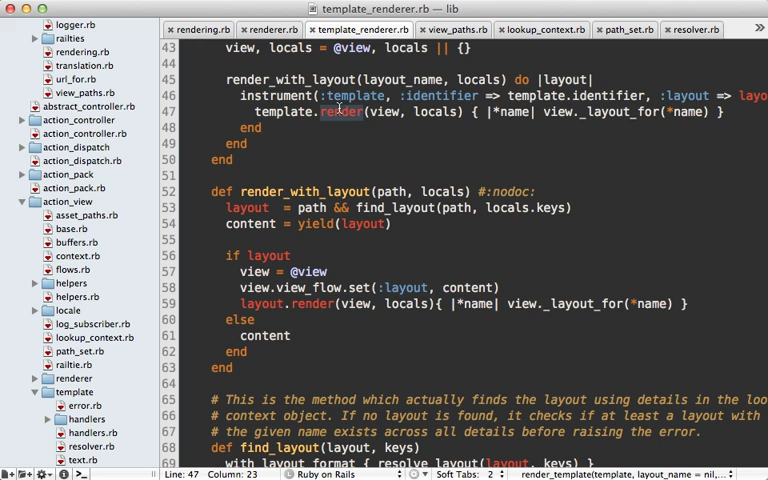 template_renderer.rb — lib
rendering.rb
renderer.rb
template_renderer.rb
view_paths.rb
lookup_context.rb
path_set.rb
resolver.rb
logger.rb
railties
rendering.rb
translation.rb
url_for.rb
view_paths.rb
abstract_controller.rb
action_controller
action_controller.rb
action_dispatch
action_dispatch.rb
action_pack
action_pack.rb
action_view
asset_paths.rb
base.rb
buffers.rb
context.rb
flows.rb
helpers
helpers.rb
locale
log_subscriber.rb
lookup_context.rb
path_set.rb
railtie.rb
renderer
template
error.rb
handlers
handlers.rb
resolver.rb
text.rb
43 view, locals = @view, locals || {}
44
45 render_with_layout(layout_name, locals) do |layout|
46 instrument(:template, :identifier => template.identifier, :layout => layo
47 template.render(view, locals) { |*name| view._layout_for(*name) }
48 end
49 end
50 end
51
52 def render_with_layout(path, locals) #:nodoc:
53 layout = path && find_layout(path, locals.keys)
54 content = yield(layout)
55
56 if layout
57 view = @view
58 view.view_flow.set(:layout, content)
59 layout.render(view, locals){ |*name| view._layout_for(*name) }
60 else
61 content
62 end
63 end
64
65 # This is the method which actually finds the layout using details in the loo
66 # context object. If no layout is found, it checks if at least a layout with
67 # the given name exists across all details before raising the error.
68 def find_layout(layout, keys)
with_layout_format { resolve_layout(layout, keys) }
Line: 47 Column: 23 Ruby on Rails Soft Tabs: 2 render_template(template, layout_name = nil,...